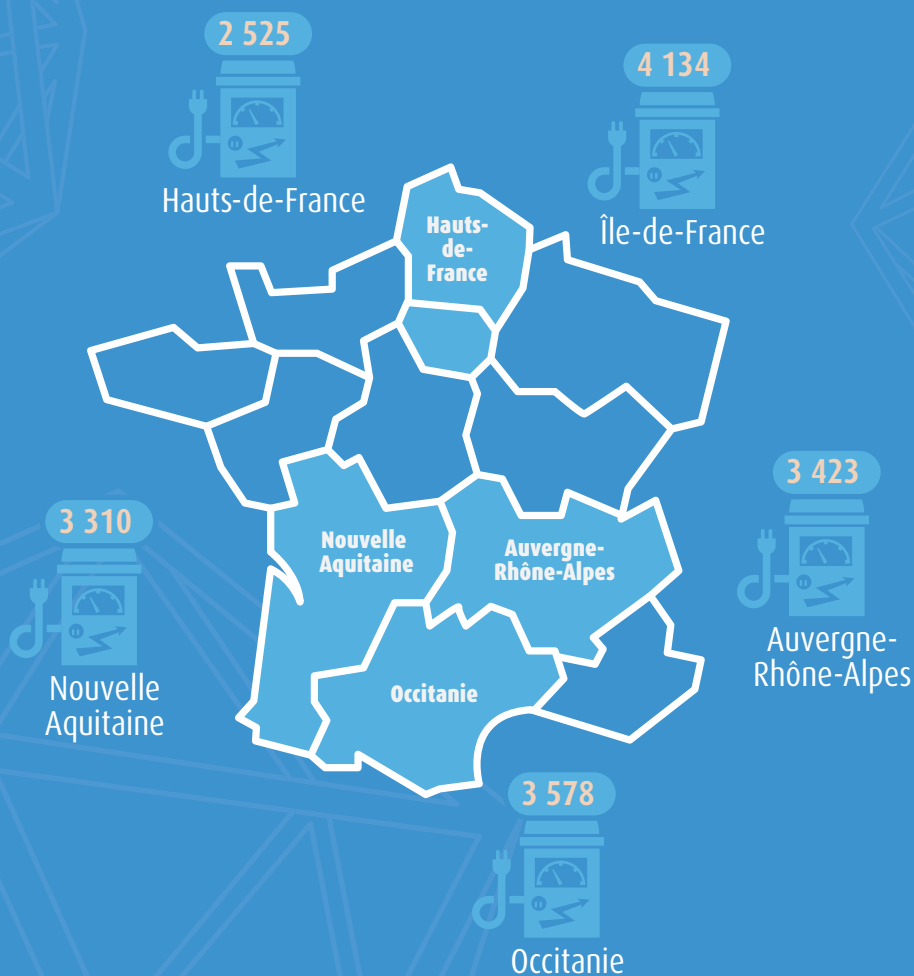 2 525
Hauts-de-France
4 134
Île-de-France
Hauts-
de-
France
3 423
Auvergne-
Rhône-Alpes
3 310
Nouvelle
Aquitaine
Nouvelle
Aquitaine
Auvergne-
Rhône-Alpes
Occitanie
3 578
Occitanie